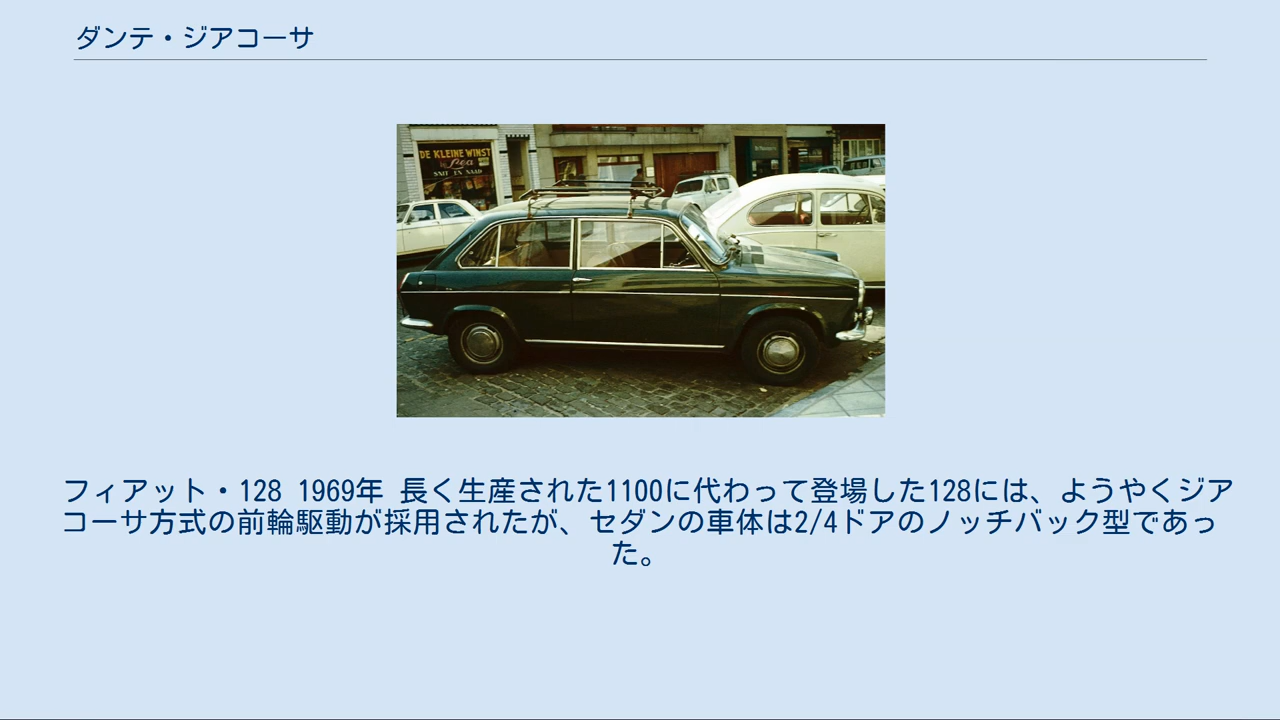 ダンテ・ジアコーサ
DE KLEINE WINST
Lea
SNIT EN NAAD
フィアット・128 1969年 長く生産された1100に代わって登場した128には、ようやくジア
コーサ方式の前輪駆動が採用されたが、セダンの車体は2/4ドアのノッチバック型であっ
た。